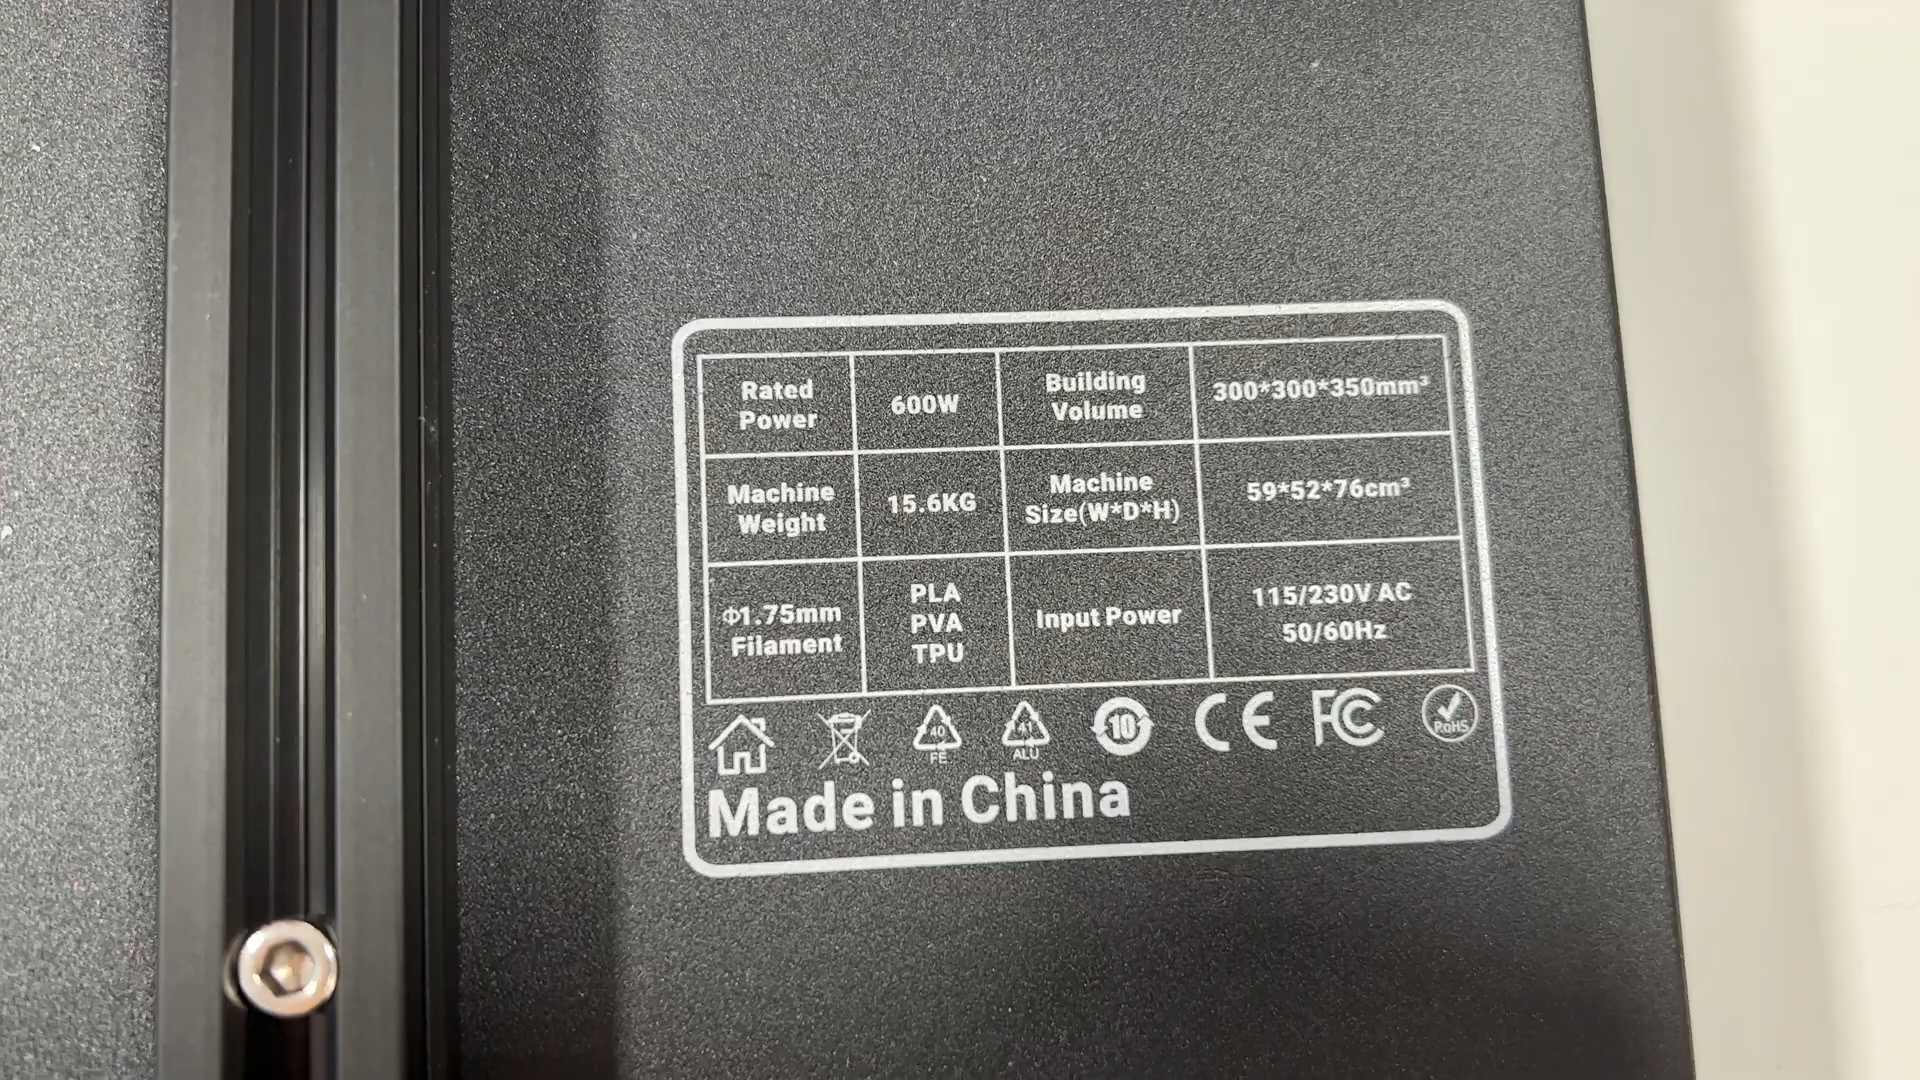 Rated
Power
600W
Building
Volume
300*300*350mm³
Machine
Weight
15.6KG
Machine
Size(W*D*H)
59*52*76cm³
Φ1.75mm
Filament
PLA
PVA
TPU
Input Power
115/230V AC
50/60Hz
40
FE
41
ALU
10
CE
FC
RoHS
Made in China